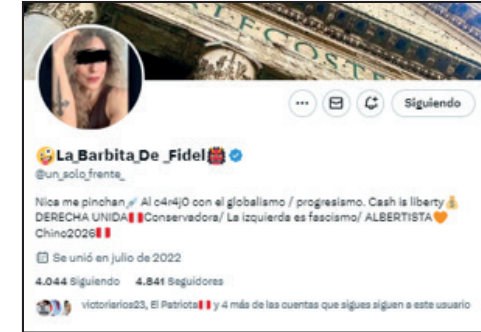 LECOSTE
Siguiendo
🤪La_Barbita_De _Fidel👹
@un_solo_frente_
Nica me pinchan💉 Al c4r4j0 con el globalismo / progresismo. Cash is liberty💰
DERECHA UNIDA🇵🇪Conservadora/ La izquierda es fascismo/ ALBERTISTA🧡
Chino2026🇵🇪
Se unió en julio de 2022
4.044 Siguiendo 4.841 Seguidores
victoriarios23, El Patriota🇵🇪 y 4 más de las cuentas que sigues siguen a este usuario